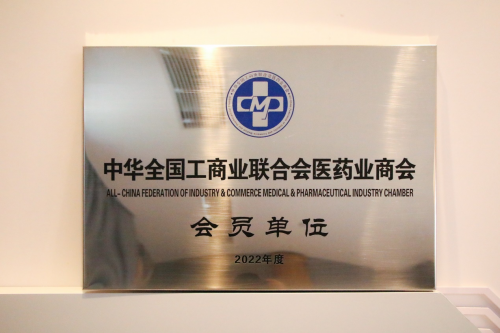 CMP
中华全国工商业联合会医药业商会
ALL-CHINA FEDERATION OF INDUSTRY & COMMERCE MEDICAL & PHARMACEUTICAL INDUSTRY CHAMBER
会员单位
2022年度